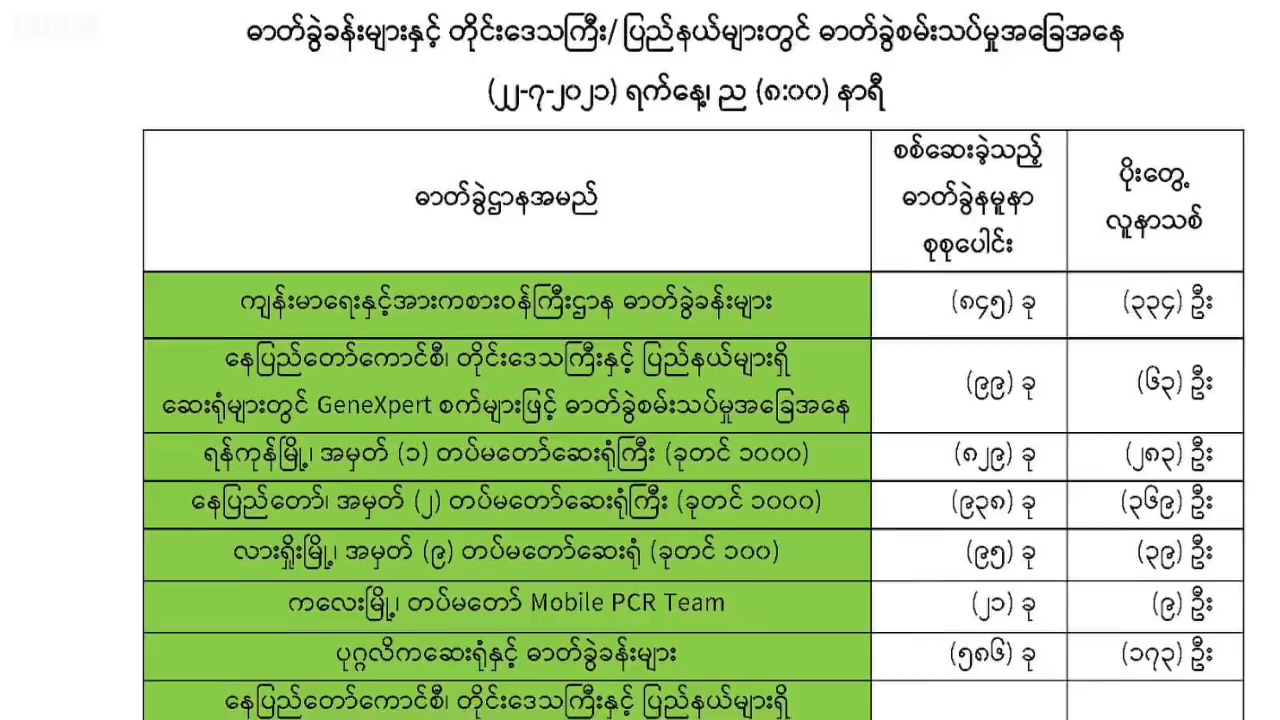 ဓာတ်ခွဲခန်းများနှင့် တိုင်းဒေသကြီး/ပြည်နယ်များတွင် ဓာတ်ခွဲစမ်းသပ်မှုအခြေအနေ
(၂၂-၇-၂၀၂၁) ရက်နေ့၊ ည (၈:၀၀) နာရီ
ဓာတ်ခွဲဌာနအမည်
စစ်ဆေးခဲ့သည့်
ဓာတ်ခွဲနမူနာ
စုစုပေါင်း
ပိုးတွေ့
လူနာသစ်
ကျန်းမာရေးနှင့်အားကစားဝန်ကြီးဌာန ဓာတ်ခွဲခန်းများ (၈၄၅) ခု (၃၃၄) ဦး
နေပြည်တော်ကောင်စီ၊ တိုင်းဒေသကြီးနှင့် ပြည်နယ်များရှိ
ဆေးရုံများတွင် GeneXpert စက်များဖြင့် ဓာတ်ခွဲစမ်းသပ်မှုအခြေအနေ (၉၉) ခု (၆၃) ဦး
ရန်ကုန်မြို့၊ အမှတ် (၁) တပ်မတော်ဆေးရုံကြီး (ခုတင် ၁၀၀၀) (၈၂၉) ခု (၂၈၃) ဦး
နေပြည်တော်၊ အမှတ် (၂) တပ်မတော်ဆေးရုံကြီး (ခုတင် ၁၀၀၀) (၉၃၈) ခု (၃၆၉) ဦး
လားရှိုးမြို့၊ အမှတ် (၉) တပ်မတော်ဆေးရုံ (ခုတင် ၁၀၀) (၉၅) ခု (၃၉) ဦး
ကလေးမြို့၊ တပ်မတော် Mobile PCR Team (၂၁) ခု (၉) ဦး
ပုဂ္ဂလိကဆေးရုံနှင့် ဓာတ်ခွဲခန်းများ (၅၈၆) ခု (၁၇၃) ဦး
နေပြည်တော်ကောင်စီ၊ တိုင်းဒေသကြီးနှင့် ပြည်နယ်များရှိ